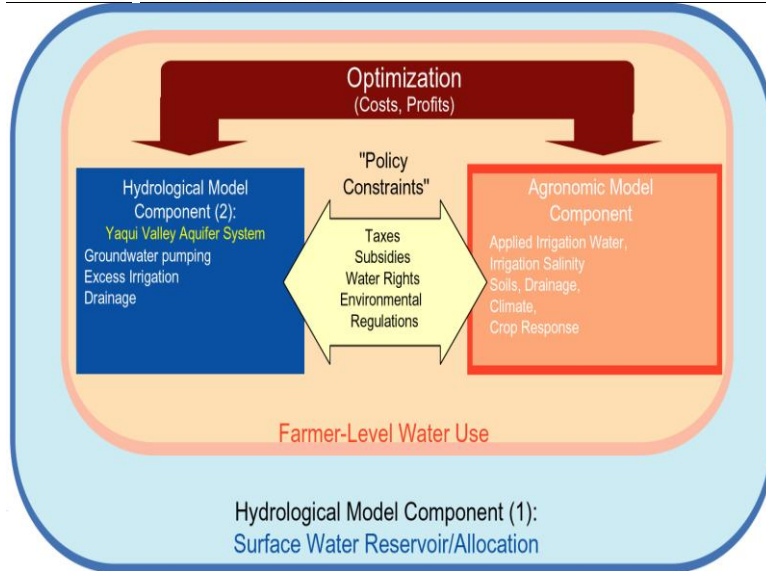 Optimization
(Costs, Profits)
"Policy
Constraints"
Hydrological Model
Component (2):
Yaqui Valley Aquifer System
Groundwater pumping
Excess Irrigation
Drainage
Taxes
Subsidies
Water Rights
Environmental
Regulations
Agronomic Model
Component
Applied Irrigation Water,
Irrigation Salinity
Soils, Drainage,
Climate,
Crop Response
Farmer-Level Water Use
Hydrological Model Component (1):
Surface Water Reservoir/Allocation